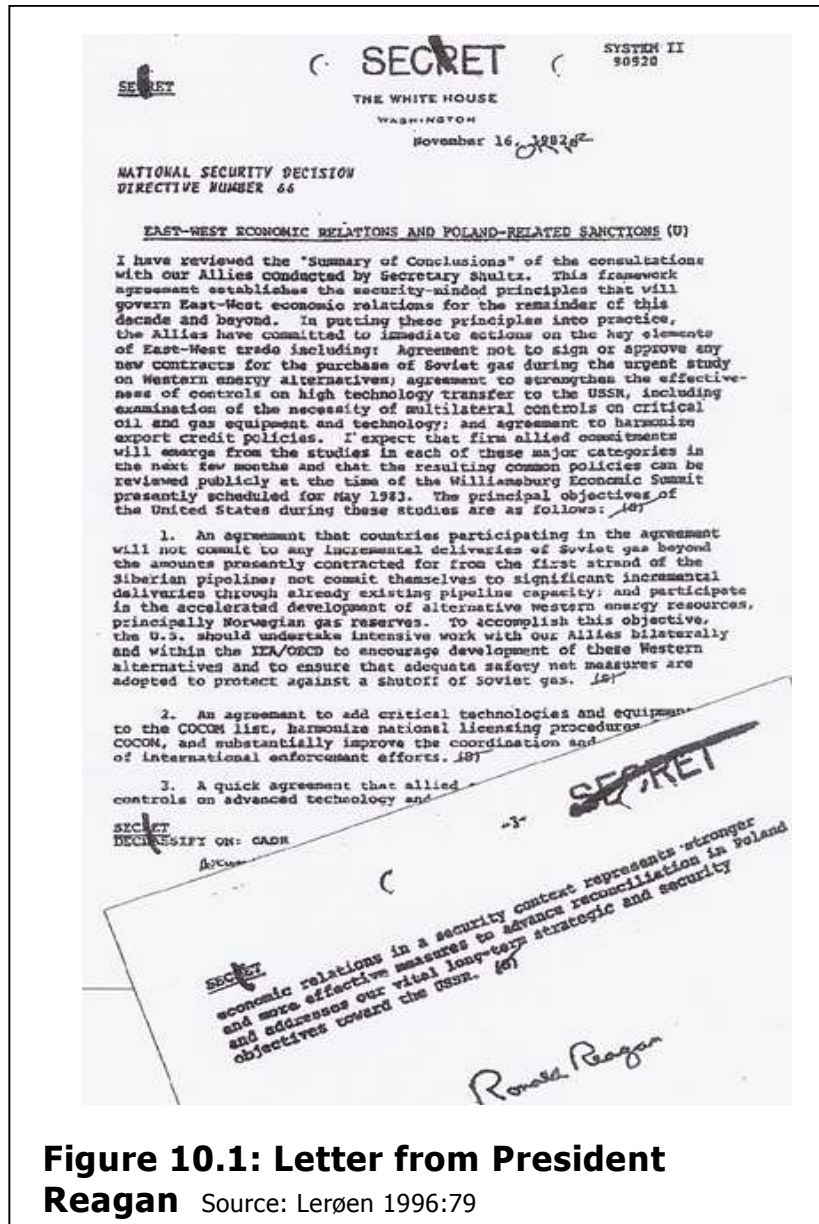 SECRET
SYSTEM II
90920
SECRET
THE WHITE HOUSE
WASHINGTON
November 16, 1982
NATIONAL SECURITY DECISION
DIRECTIVE NUMBER 66
EAST-WEST ECONOMIC RELATIONS AND POLAND-RELATED SANCTIONS (U)
I have reviewed the "Summary of Conclusions" of the consultations
with our Allies conducted by Secretary Shultz. This framework
agreement establishes the security-minded principles that will
govern East-West economic relations for the remainder of this
decade and beyond. In putting these principles into practice,
the Allies have committed to immediate actions on the key elements
of East-West trade including: Agreement not to sign or approve any
new contracts for the purchase of Soviet gas during the urgent study
on Western energy alternatives; agreement to strengthen the effective-
ness of controls on high technology transfer to the USSR, including
examination of the necessity of multilateral controls on critical
oil and gas equipment and technology; and agreement to harmonize
export credit policies. I expect that firm allied commitments
will emerge from the studies in each of these major categories in
the next few months and that the resulting common policies can be
reviewed publicly at the time of the Williamsburg Economic Summit
presently scheduled for May 1983. The principal objectives of
the United States during these studies are as follows: (S)
1. An agreement that countries participating in the agreement
will not commit to any incremental deliveries of Soviet gas beyond
the amounts presently contracted for from the first strand of the
Siberian pipeline; not commit themselves to significant incremental
deliveries through already existing pipeline capacity; and participate
in the accelerated development of alternative western energy resources,
principally Norwegian gas reserves. To accomplish this objective,
the U.S. should undertake intensive work with our Allies bilaterally
and within the IEA/OECD to encourage development of these Western
alternatives and to ensure that adequate safety net measures are
adopted to protect against a shutoff of Soviet gas. (S)
2. An agreement to add critical technologies and equipment
to the COCOM list, harmonize national licensing procedures
COCOM, and substantially improve the coordination and
of international enforcement efforts. (S)
3. A quick agreement that allied
controls on advanced technology and
SECRET
DECLASSIFY ON: OADR
SECRET
-3-
SECRET
economic relations in a security context represents stronger
and more effective measures to advance reconciliation in Poland
and addresses our vital long-term strategic and security
objectives toward the USSR. (S)
Ronald Reagan
Figure 10.1: Letter from President
Reagan Source: Lerøen 1996:79